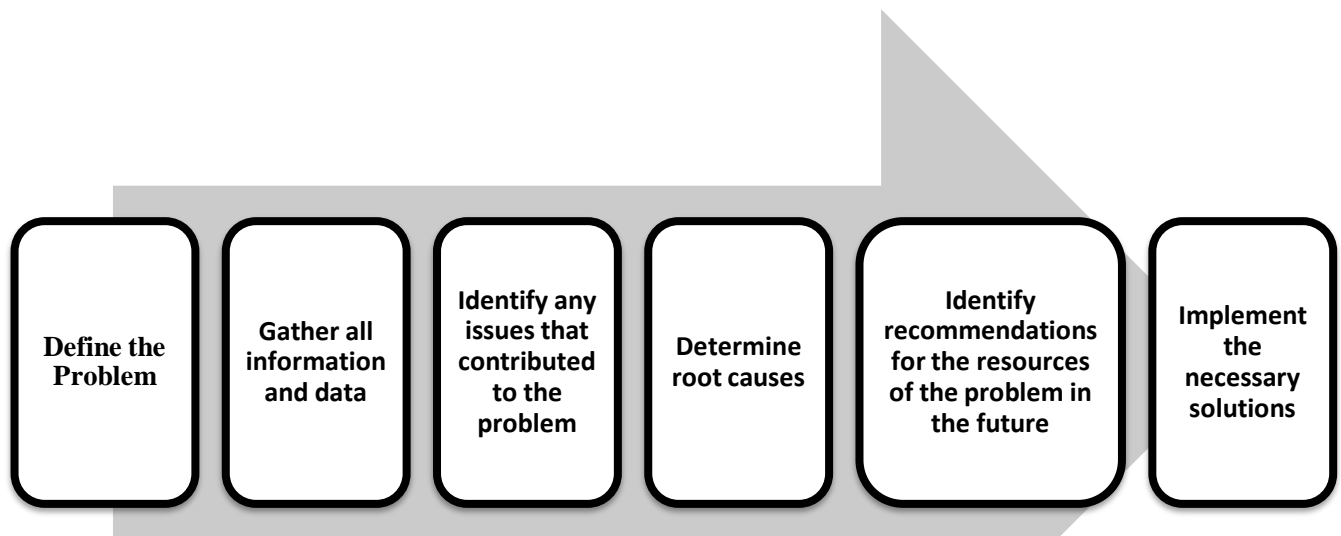 Define the
Problem
Gather all
information
and data
Identify any
issues that
contributed
to the
problem
Determine
root causes
Identify
recommendations
for the resources
of the problem in
the future
Implement
the
necessary
solutions